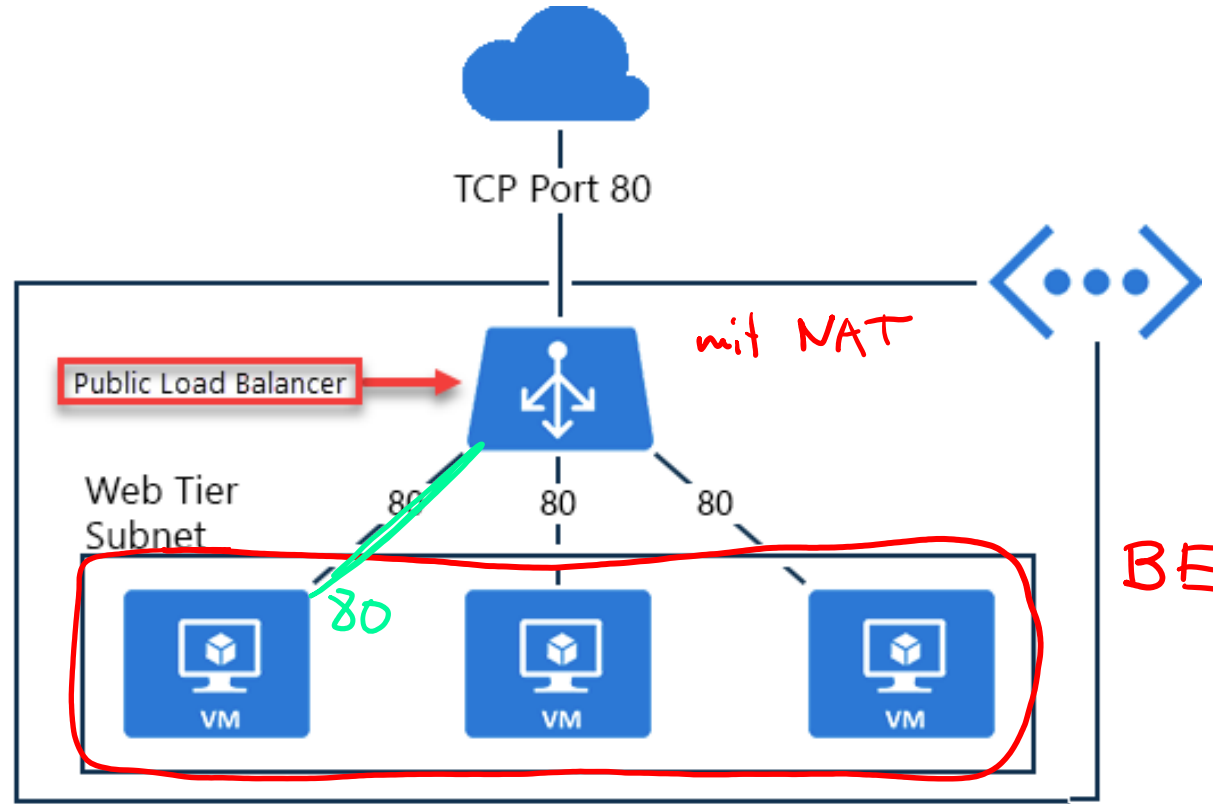 TCP Port 80
mit NAT
Public Load Balancer
Web Tier
Subnet
80
80
80
BE
80
VM
VM
VM